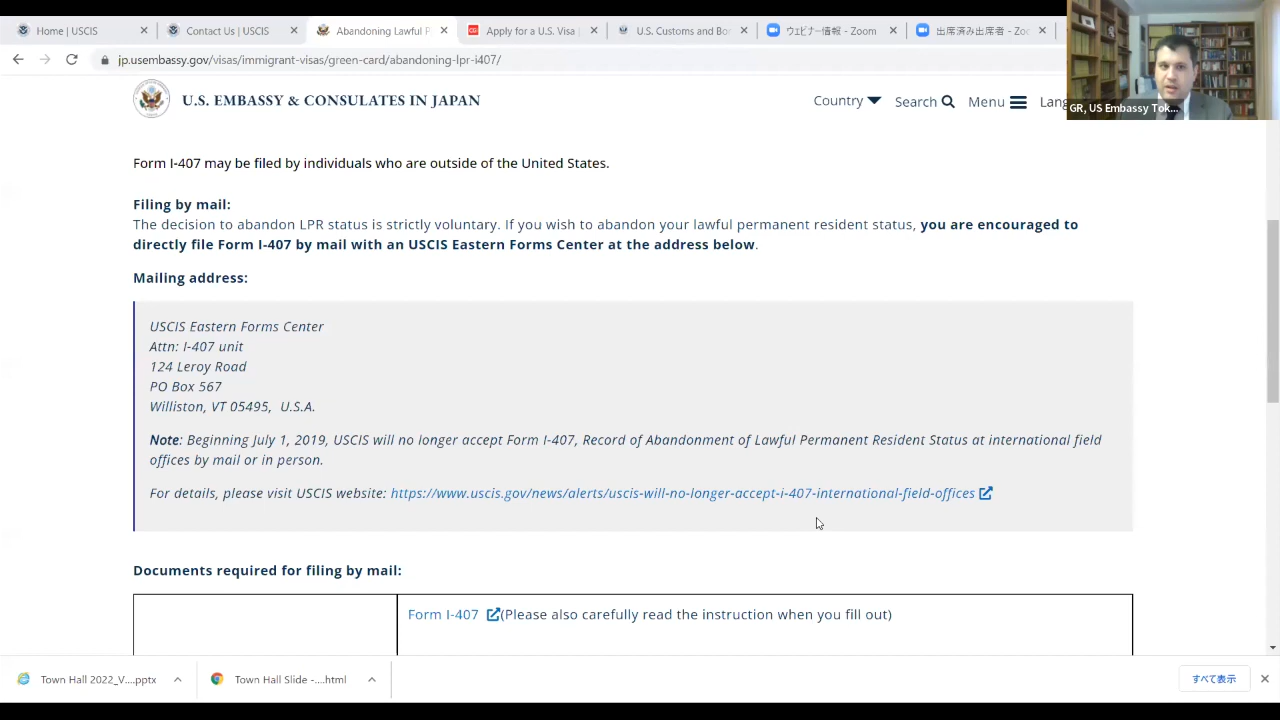 Home | USCIS
Contact Us | USCIS
Abandoning Lawful P
Apply for a U.S. Visa
U.S. Customs and Bor
ウェビナー情報 - Zoom
出席済み出席者 - Zoo
jp.usembassy.gov/visas/immigrant-visas/green-card/abandoning-lpr-i407/
GR, US Embassy Tok...
U.S. EMBASSY & CONSULATES IN JAPAN
Country
Search
Menu
Lang
Form I-407 may be filed by individuals who are outside of the United States.
Filing by mail:
The decision to abandon LPR status is strictly voluntary. If you wish to abandon your lawful permanent resident status, you are encouraged to
directly file Form I-407 by mail with an USCIS Eastern Forms Center at the address below.
Mailing address:
USCIS Eastern Forms Center
Attn: I-407 unit
124 Leroy Road
PO Box 567
Williston, VT 05495, U.S.A.
Note: Beginning July 1, 2019, USCIS will no longer accept Form I-407, Record of Abandonment of Lawful Permanent Resident Status at international field
offices by mail or in person.
For details, please visit USCIS website: https://www.uscis.gov/news/alerts/uscis-will-no-longer-accept-i-407-international-field-offices
Documents required for filing by mail:
Form I-407 (Please also carefully read the instruction when you fill out)
Town Hall 2022_V....pptx
Town Hall Slide -....html
すべて表示